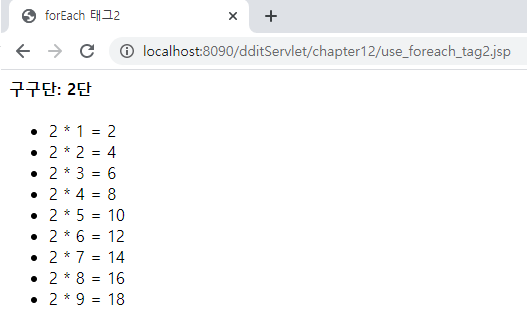 forEach 태그2
localhost:8090/dditServlet/chapter12/use_foreach_tag2.jsp
구구단: 2단
2 * 1 = 2
2 * 2 = 4
2 * 3 = 6
2 * 4 = 8
2 * 5 = 10
2 * 6 = 12
2 * 7 = 14
2 * 8 = 16
2 * 9 = 18